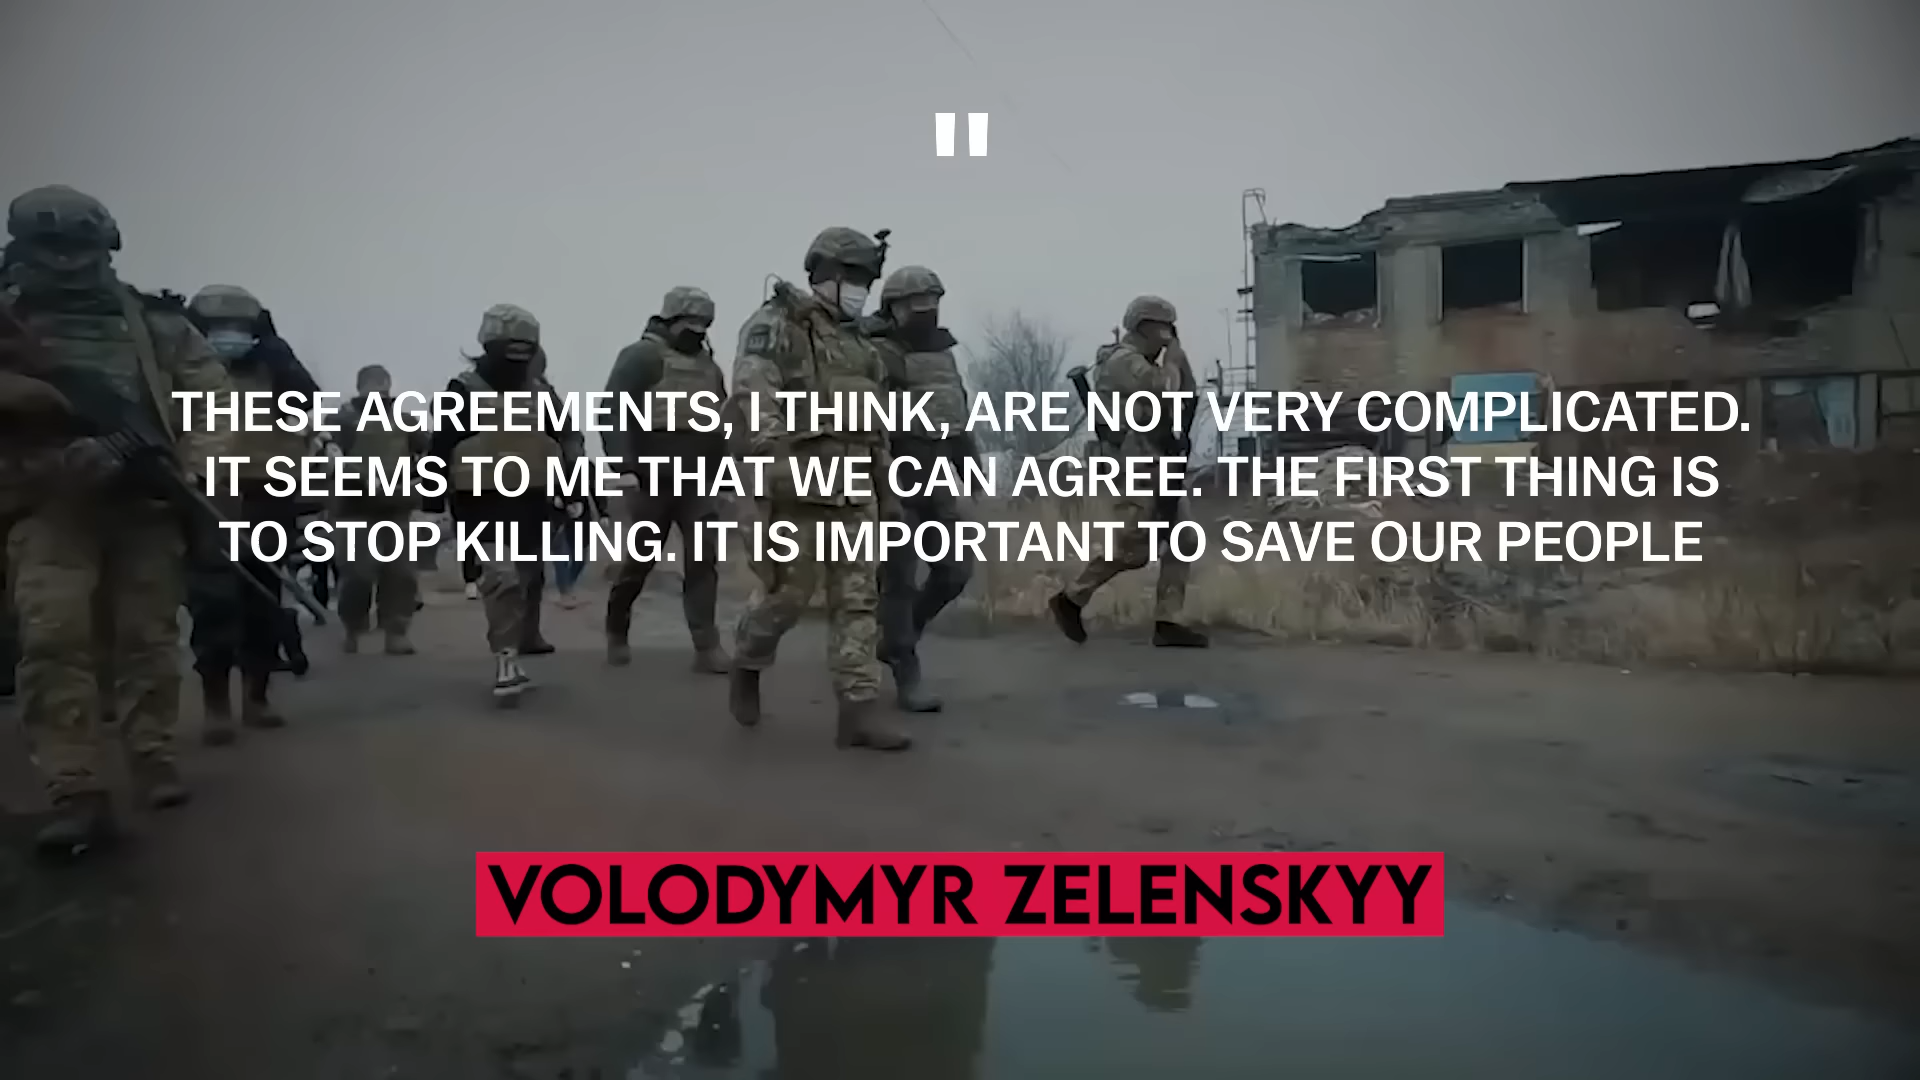 "
THESE AGREEMENTS, I THINK, ARE NOT VERY COMPLICATED.
IT SEEMS TO ME THAT WE CAN AGREE. THE FIRST THING IS
TO STOP KILLING. IT IS IMPORTANT TO SAVE OUR PEOPLE
VOLODYMYR ZELENSKYY